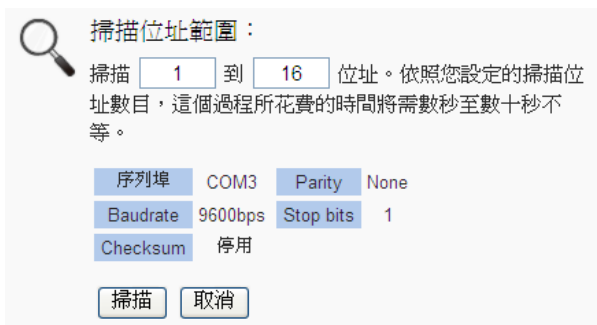 掃描位址範圍：
掃描 1 到 16 位址。依照您設定的掃描位
址數目，這個過程所花費的時間將需數秒至數十秒不
等。
序列埠 COM3 Parity None
Baudrate 9600bps Stop bits 1
Checksum 停用
掃描 取消